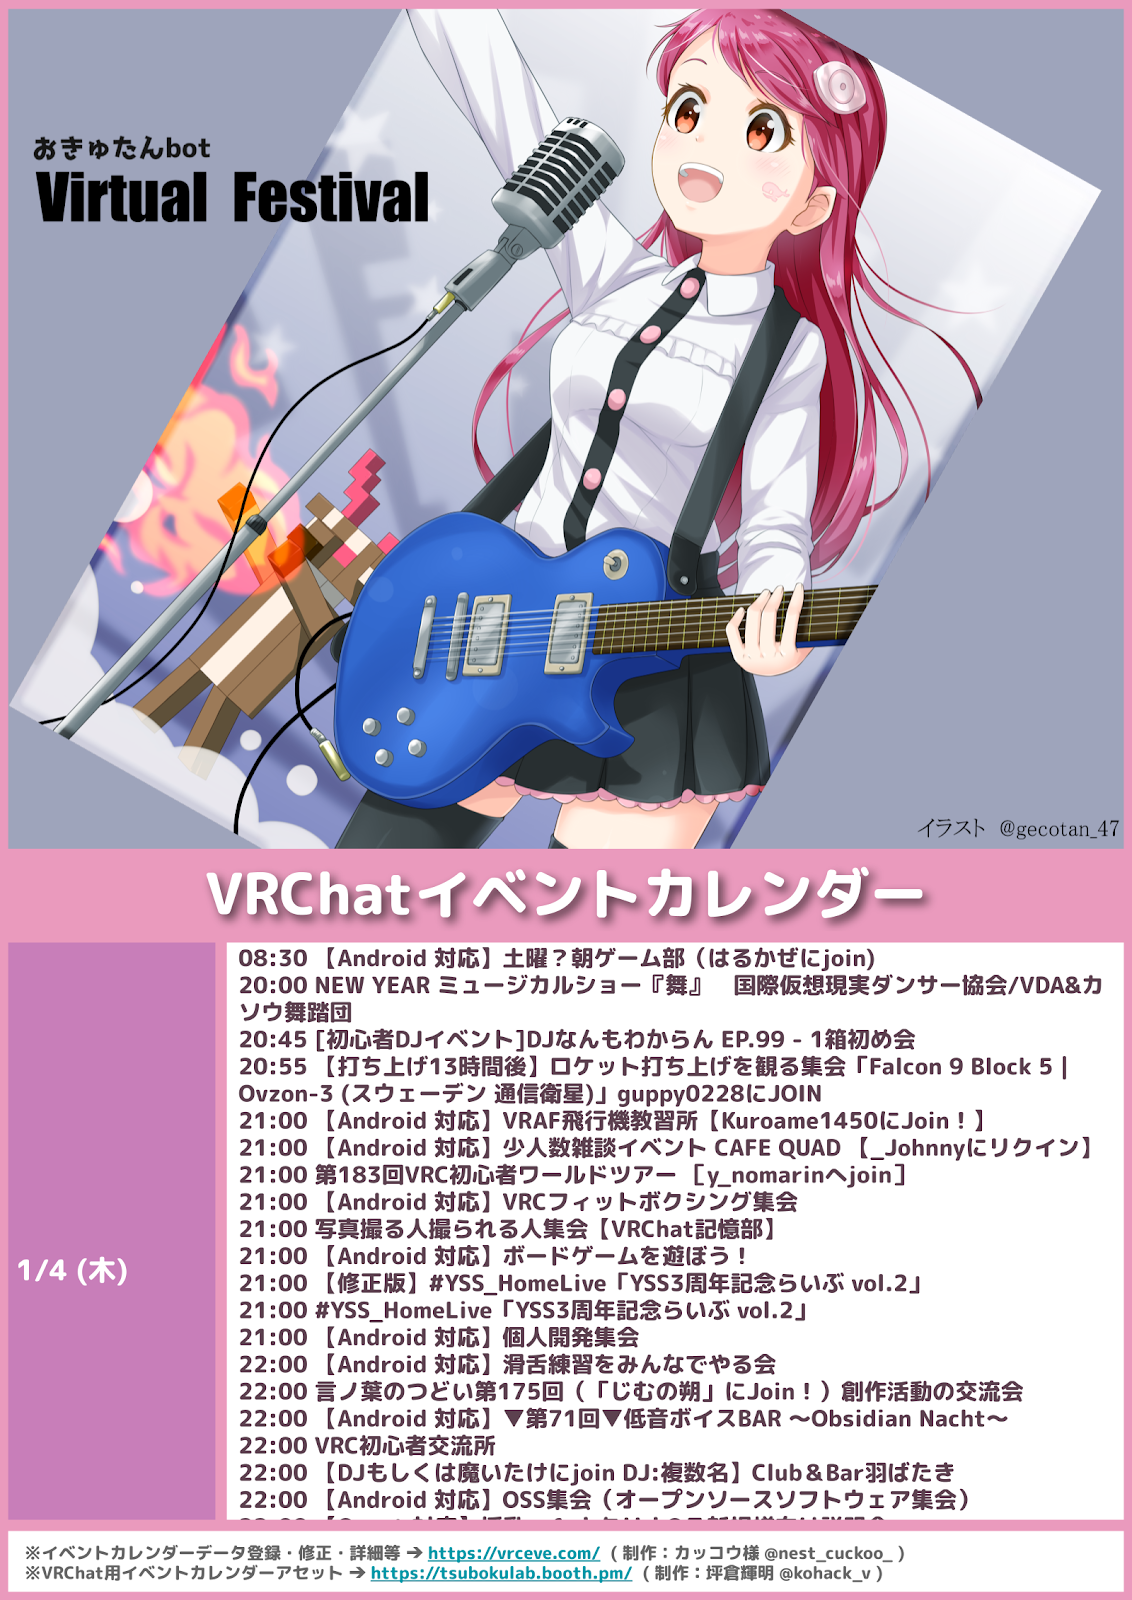 おきゅたんbot
Virtual Festival
イラスト @gecotan_47
VRChatイベントカレンダー
1/4 (木)
08:30 【Android 対応】土曜？朝ゲーム部（はるかぜにjoin）
20:00 NEW YEAR ミュージカルショー『舞』　国際仮想現実ダンサー協会/VDA&カ
ソウ舞踏団
20:45 [初心者DJイベント]DJなんもわからん EP.99 - 1箱初め会
20:55 【打ち上げ13時間後】ロケット打ち上げを観る集会「Falcon 9 Block 5 |
Ovzon-3 (スウェーデン 通信衛星)」guppy0228にJOIN
21:00 【Android 対応】VRAF飛行機教習所【Kuroame1450にJoin！】
21:00 【Android 対応】少人数雑談イベント CAFE QUAD 【_Johnnyにリクイン】
21:00 第183回VRC初心者ワールドツアー ［y_nomarinへjoin］
21:00 【Android 対応】VRCフィットボクシング集会
21:00 写真撮る人撮られる人集会【VRChat記憶部】
21:00 【Android 対応】ボードゲームを遊ぼう！
21:00 【修正版】#YSS_HomeLive「YSS3周年記念らいぶ vol.2」
21:00 #YSS_HomeLive「YSS3周年記念らいぶ vol.2」
21:00 【Android 対応】個人開発集会
22:00 【Android 対応】滑舌練習をみんなでやる会
22:00 言ノ葉のつどい第175回（「じむの朔」にJoin！）創作活動の交流会
22:00 【Android 対応】▼第71回▼低音ボイスBAR ～Obsidian Nacht～
22:00 VRC初心者交流所
22:00 【DJもしくは魔いたけにjoin DJ:複数名】Club＆Bar羽ばたき
22:00 【Android 対応】OSS集会（オープンソースソフトウェア集会）
※イベントカレンダーデータ登録・修正・詳細等 ➔ https://vrceve.com/ （ 制作：カッコウ様 @nest_cuckoo_ ）
※VRChat用イベントカレンダーアセット ➔ https://tsubokulab.booth.pm/ （ 制作：坪倉輝明 @kohack_v ）